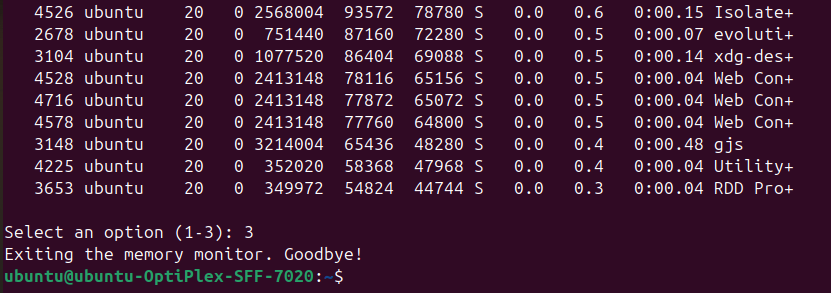 4526 ubuntu 20 0 2568004 93572 78780 S 0.0 0.6 0:00.15 Isolate+
2678 ubuntu 20 0 751440 87160 72280 S 0.0 0.5 0:00.07 evoluti+
3104 ubuntu 20 0 1077520 86404 69088 S 0.0 0.5 0:00.14 xdg-des+
4528 ubuntu 20 0 2413148 78116 65156 S 0.0 0.5 0:00.04 Web Con+
4716 ubuntu 20 0 2413148 77872 65072 S 0.0 0.5 0:00.04 Web Con+
4578 ubuntu 20 0 2413148 77760 64800 S 0.0 0.5 0:00.04 Web Con+
3148 ubuntu 20 0 3214004 65436 48280 S 0.0 0.4 0:00.48 gjs
4225 ubuntu 20 0 352020 58368 47968 S 0.0 0.4 0:00.04 Utility+
3653 ubuntu 20 0 349972 54824 44744 S 0.0 0.3 0:00.04 RDD Pro+
Select an option (1-3): 3
Exiting the memory monitor. Goodbye!
ubuntu@ubuntu-OptiPlex-SFF-7020:~$